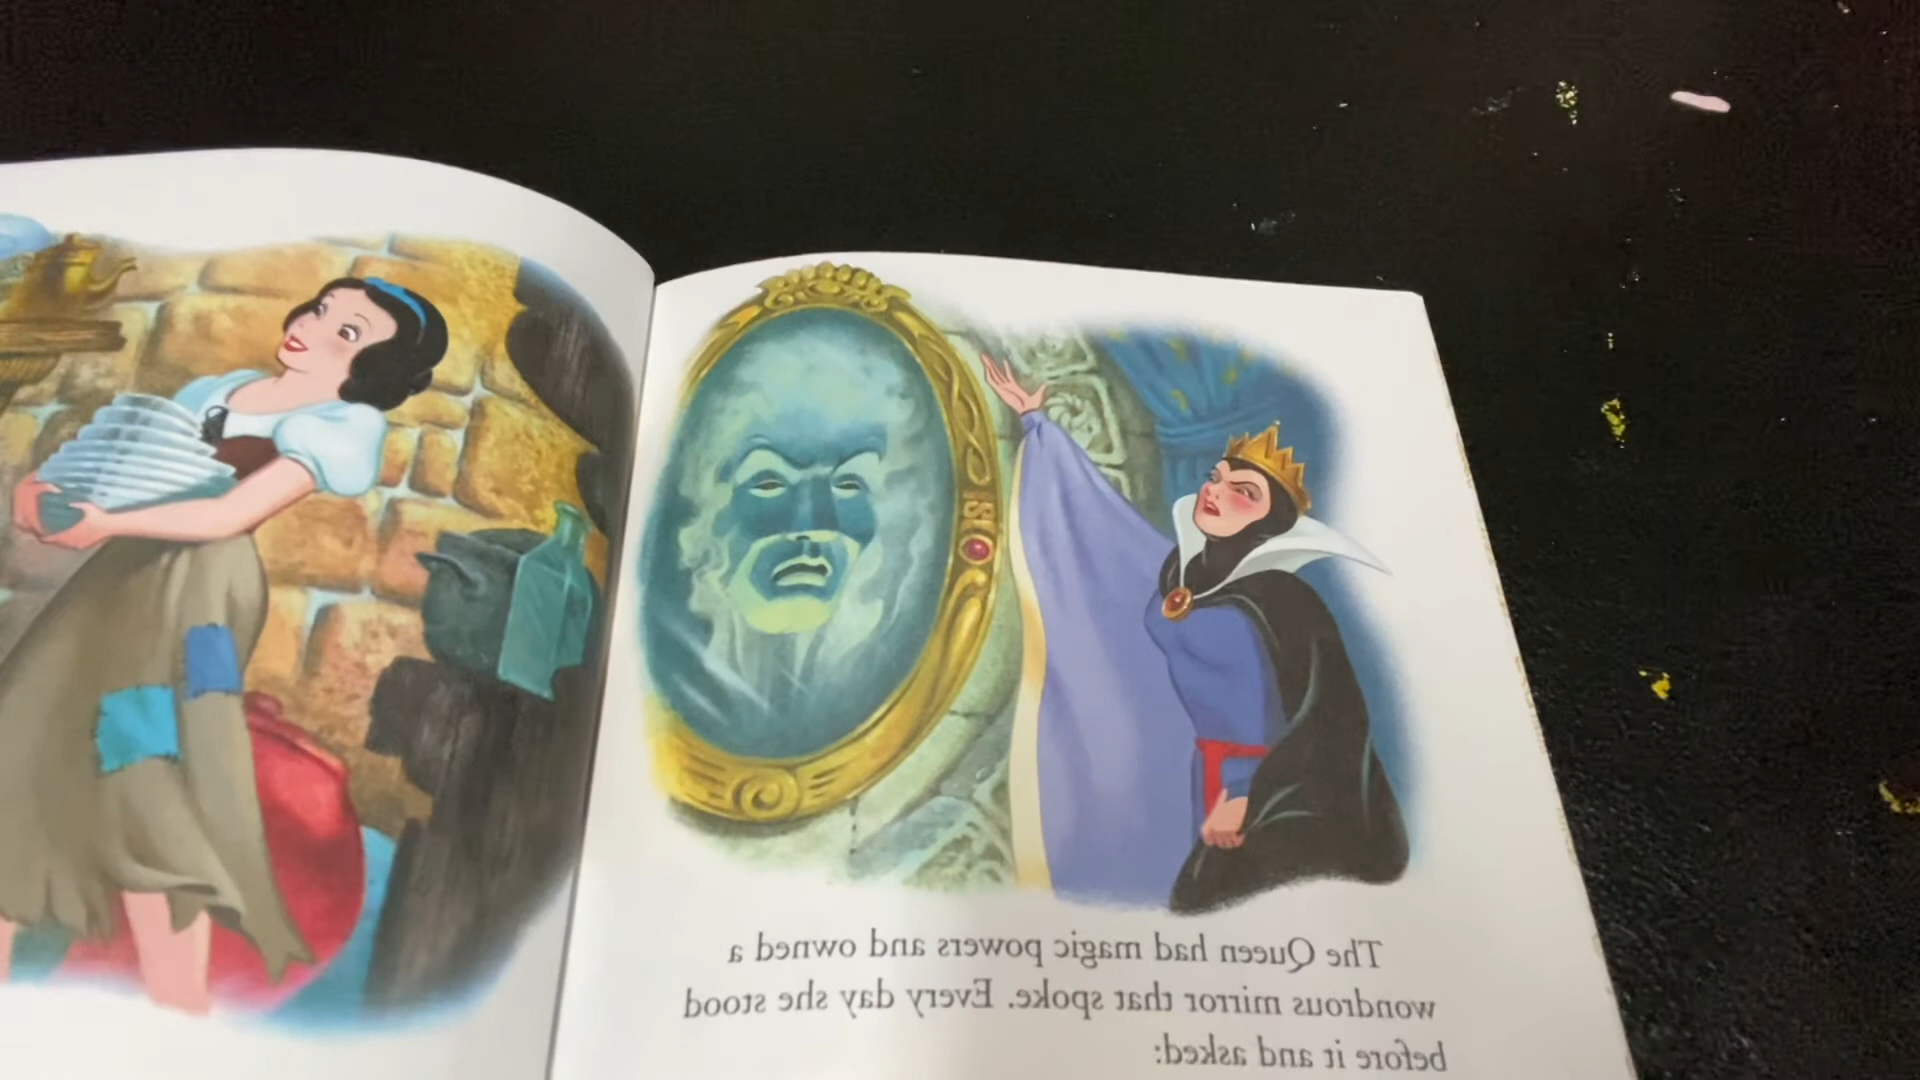 The Queen had magic powers and owned a
wondrous mirror that spoke. Every day she stood
before it and asked: